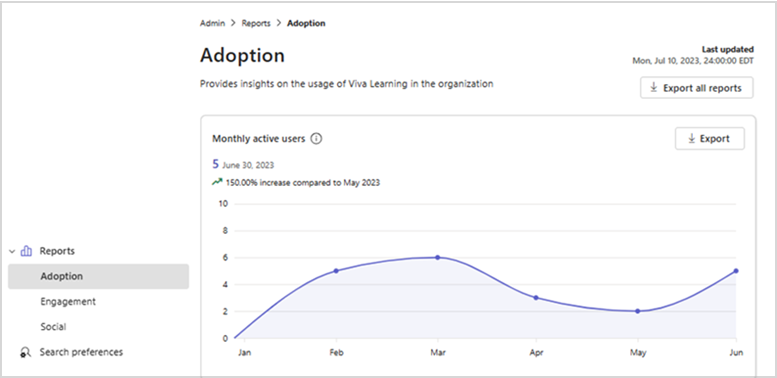 Admin > Reports > Adoption
Adoption
Last updated
Mon, Jul 10, 2023, 24:00:00 EDT
Provides insights on the usage of Viva Learning in the organization
Export all reports
Monthly active users
Export
5 June 30, 2023
150.00% increase compared to May 2023
10
8
6
4
2
0
Jan Feb Mar Apr May Jun
Reports
Adoption
Engagement
Social
Search preferences